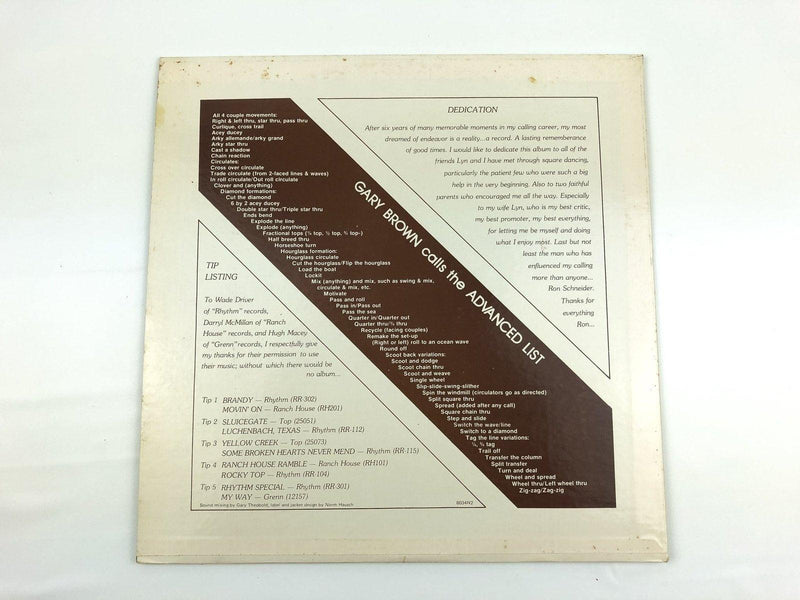 DEDICATION
After six years of many memorable moments in my calling career, my most
dreamed of endeavor is a reality...a record. A lasting rememberance
of good times. I would like to dedicate this album to all of the
friends Lyn and I have met through square dancing,
particularly the patient few who were such a big
help in the very beginning. Also to two faithful
parents who encouraged me all the way. Especially
to my wife Lyn, who is my best critic,
my best promoter, my best everything,
for letting me be myself and doing
what I enjoy most. Last but not
least the man who has
enfluenced my calling
more than anyone...
Ron Schneider.
Thanks for
everything
Ron...
GARY BROWN calls the ADVANCED LIST
All 4 couple movements:
Right & left thru, star thru, pass thru
Curlique, cross trail
Acey ducey
Arky allemande/arky grand
Arky star thru
Cast a shadow
Chain reaction
Circulates:
Cross over circulate
Trade circulate (from 2-faced lines & waves)
In roll circulate/Out roll circulate
Clover and (anything)
Diamond formations:
Cut the diamond
6 by 2 acey ducey
Double star thru/Triple star thru
Ends bend
Explode the line
Explode (anything)
Fractional tops (¼ top, ½ top, ¾ top-)
Half breed thru
Horseshoe turn
Hourglass formation:
Hourglass circulate
Cut the hourglass/Flip the hourglass
Load the boat
Lockit
Mix (anything) and mix, such as swing & mix,
circulate & mix, etc.
Motivate
Pass and roll
Pass in/Pass out
Pass the sea
Quarter in/Quarter out
Quarter thru/¾ thru
Recycle (facing couples)
Remake the set-up
(Right or left) roll to an ocean wave
Round off
Scoot back variations:
Scoot and dodge
Scoot chain thru
Scoot and weave
Single wheel
Slip-slide-swing-slither
Spin the windmill (circulators go as directed)
Split square thru
Spread (added after any call)
Square chain thru
Step and slide
Switch the wave/line
Switch to a diamond
Tag the line variations:
¼, ¾ tag
Trail off
Transfer the column
Split transfer
Turn and deal
Wheel and spread
Wheel thru/Left wheel thru
Zig-zag/Zag-zig
TIP
LISTING
To Wade Driver
of "Rhythm" records,
Darryl McMillan of "Ranch
House" records, and Hugh Macey
of "Grenn" records, I respectfully give
my thanks for their permission to use
their music; without which there would be
no album...
Tip 1 BRANDY — Rhythm (RR-302)
MOVIN' ON — Ranch House (RH201)
Tip 2 SLUICEGATE — Top (25051)
LUCHENBACH, TEXAS — Rhythm (RR-112)
Tip 3 YELLOW CREEK — Top (25073)
SOME BROKEN HEARTS NEVER MEND — Rhythm (RR-115)
Tip 4 RANCH HOUSE RAMBLE — Ranch House (RH101)
ROCKY TOP — Rhythm (RR-104)
Tip 5 RHYTHM SPECIAL — Rhythm (RR-301)
MY WAY — Grenn (12157)
Sound mixing by Gary Theobold, label and jacket design by Norm Hausch
8034N2